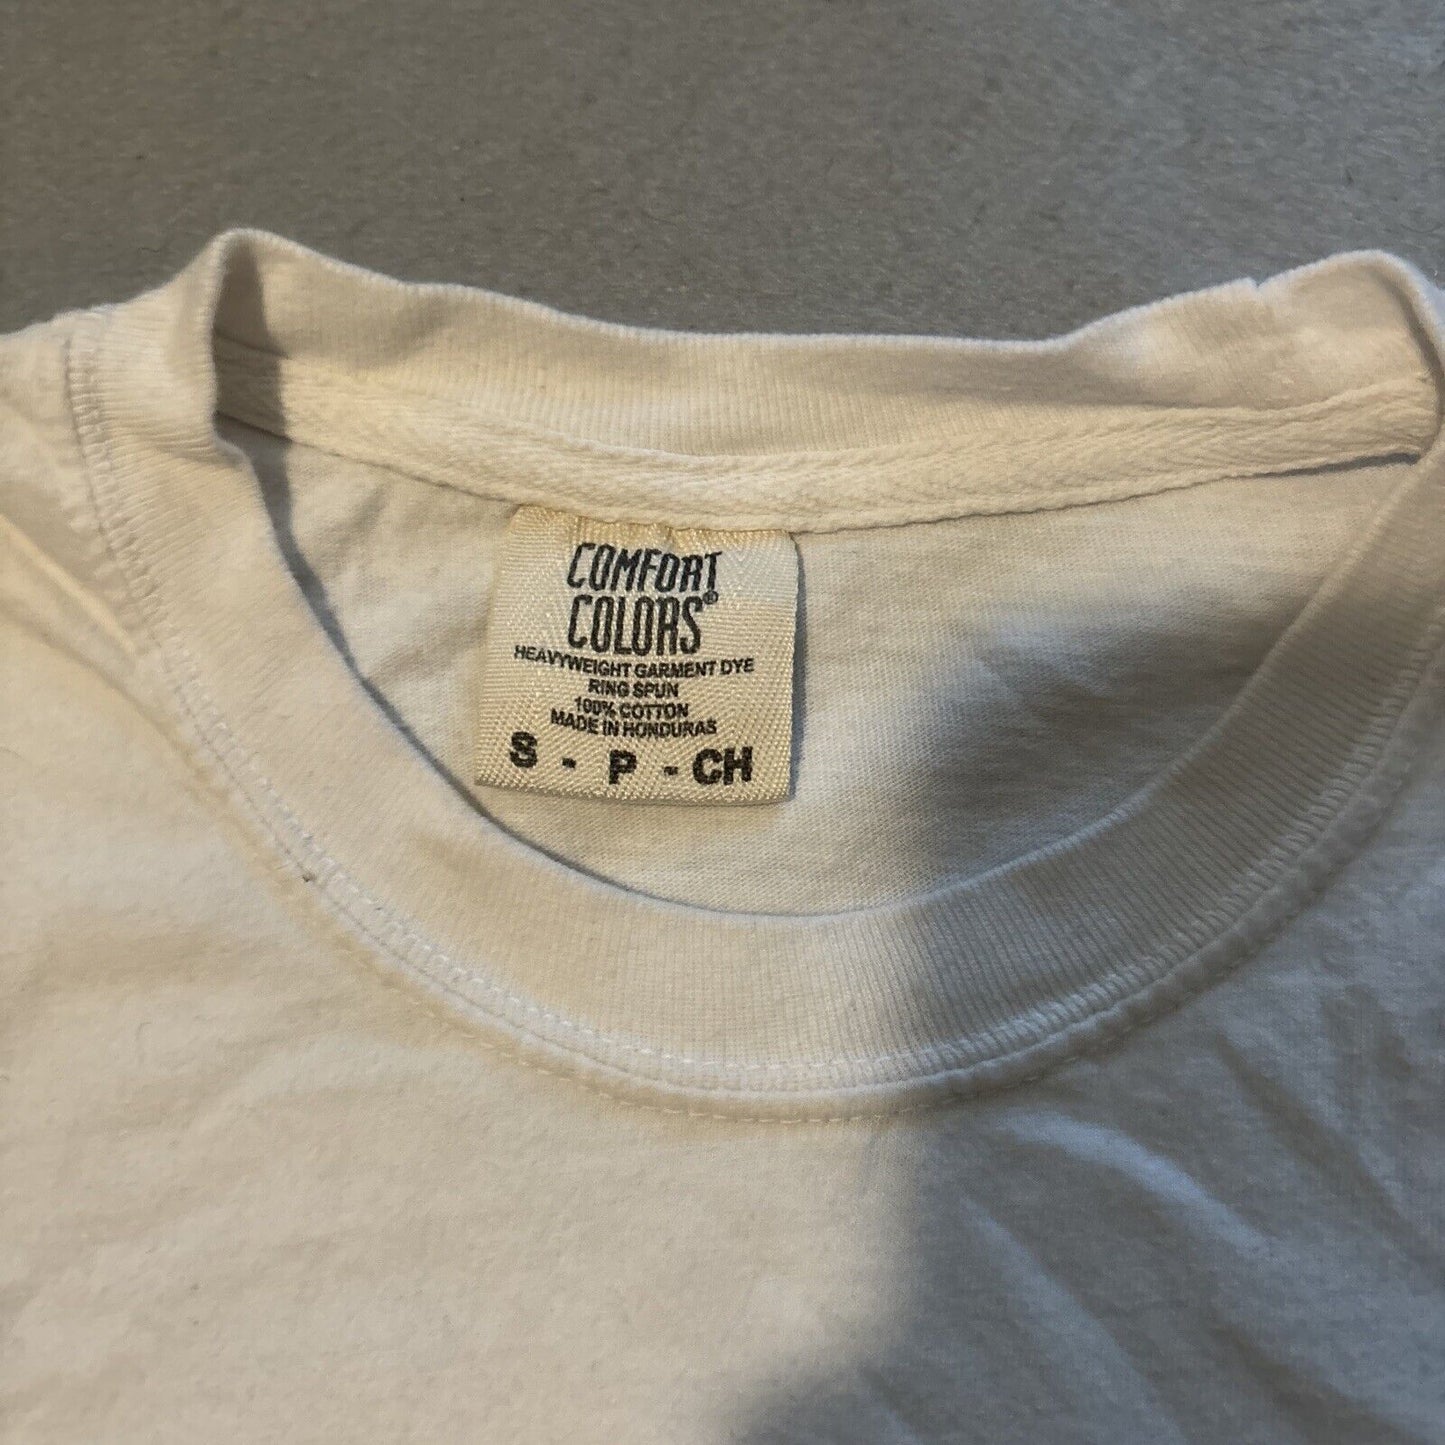 COMFORT
COLORS®
HEAVYWEIGHT GARMENT DYE
RING SPUN
100% COTTON
MADE IN HONDURAS
S - P - CH